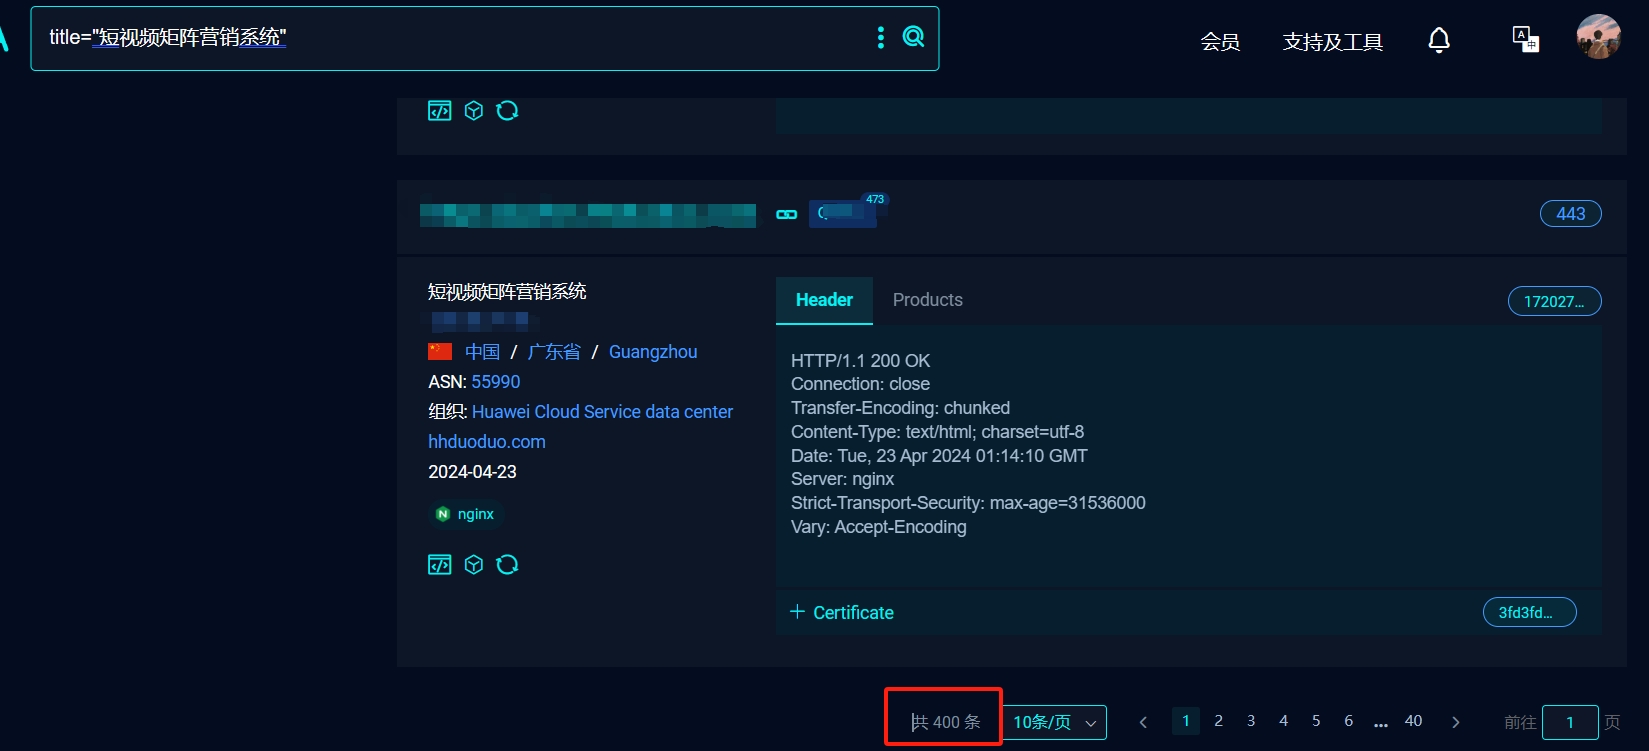 title="短视频矩阵营销系统"
会员
支持及工具
473
443
短视频矩阵营销系统
中国 / 广东省 / Guangzhou
ASN: 55990
组织: Huawei Cloud Service data center
hhduoduo.com
2024-04-23
nginx
Header
Products
172027...
HTTP/1.1 200 OK
Connection: close
Transfer-Encoding: chunked
Content-Type: text/html; charset=utf-8
Date: Tue, 23 Apr 2024 01:14:10 GMT
Server: nginx
Strict-Transport-Security: max-age=31536000
Vary: Accept-Encoding
+ Certificate
3fd3fd...
共 400 条
10条/页
1 2 3 4 5 6 ... 40
前往 1 页